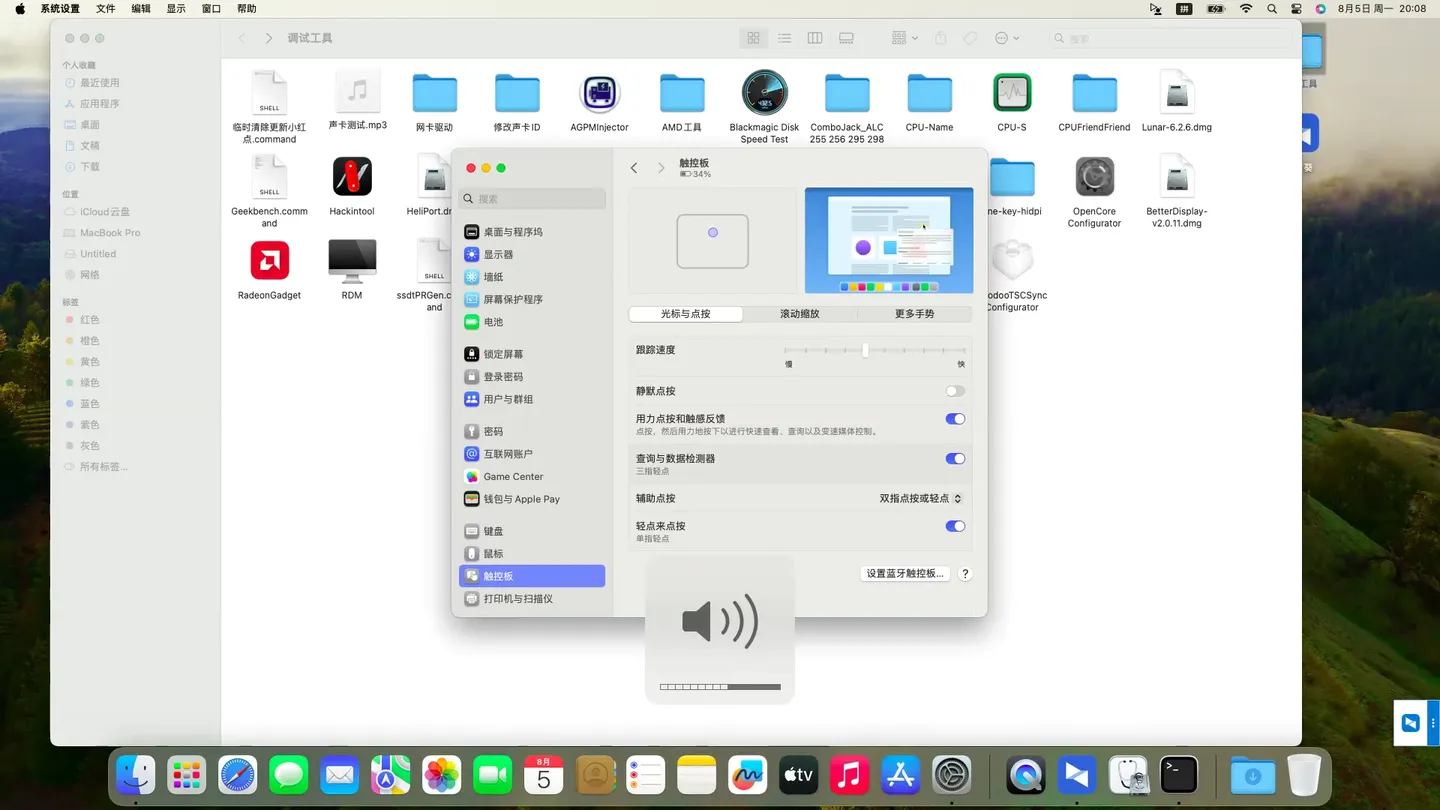 系统设置 文件 编辑 显示 窗口 帮助
拼
8月5日 周一 20:08
调试工具
搜索
个人收藏
最近使用
应用程序
桌面
文稿
下载
位置
iCloud云盘
MacBook Pro
Untitled
网络
标签
红色
橙色
黄色
绿色
蓝色
紫色
灰色
所有标签...
SHELL
临时清除更新小红
点.command
声卡测试.mp3
网卡驱动
修改声卡ID
AGPMInjector
AMD工具
Blackmagic Disk
Speed Test
ComboJack_ALC
255 256 295 298
CPU-Name
CPU-S
CPUFriendFriend
Lunar-6.2.6.dmg
工具
SHELL
Geekbench.comm
and
Hackintool
HeliPort.dm
ne-key-hidpi
OpenCore
Configurator
BetterDisplay-
v2.0.11.dmg
葵
RadeonGadget
RDM
SHELL
ssdtPRGen.c
and
odooTSCSync
Configurator
搜索
桌面与程序坞
显示器
墙纸
屏幕保护程序
电池
锁定屏幕
登录密码
用户与群组
密码
互联网账户
Game Center
钱包与 Apple Pay
键盘
鼠标
触控板
打印机与扫描仪
触控板
34%
光标与点按
滚动缩放
更多手势
跟踪速度
慢
快
静默点按
用力点按和触感反馈
点按，然后用力地按下以进行快速查看、查询以及变速媒体控制。
查询与数据检测器
三指轻点
辅助点按
双指点按或轻点
轻点来点按
单指轻点
设置蓝牙触控板...
?
8月
5
tv
>_